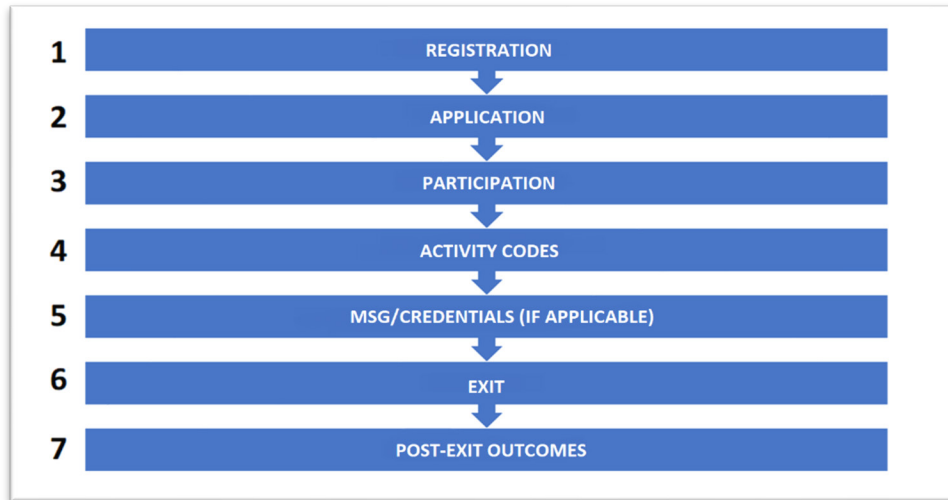 1 REGISTRATION
2 APPLICATION
3 PARTICIPATION
4 ACTIVITY CODES
5 MSG/CREDENTIALS (IF APPLICABLE)
6 EXIT
7 POST-EXIT OUTCOMES